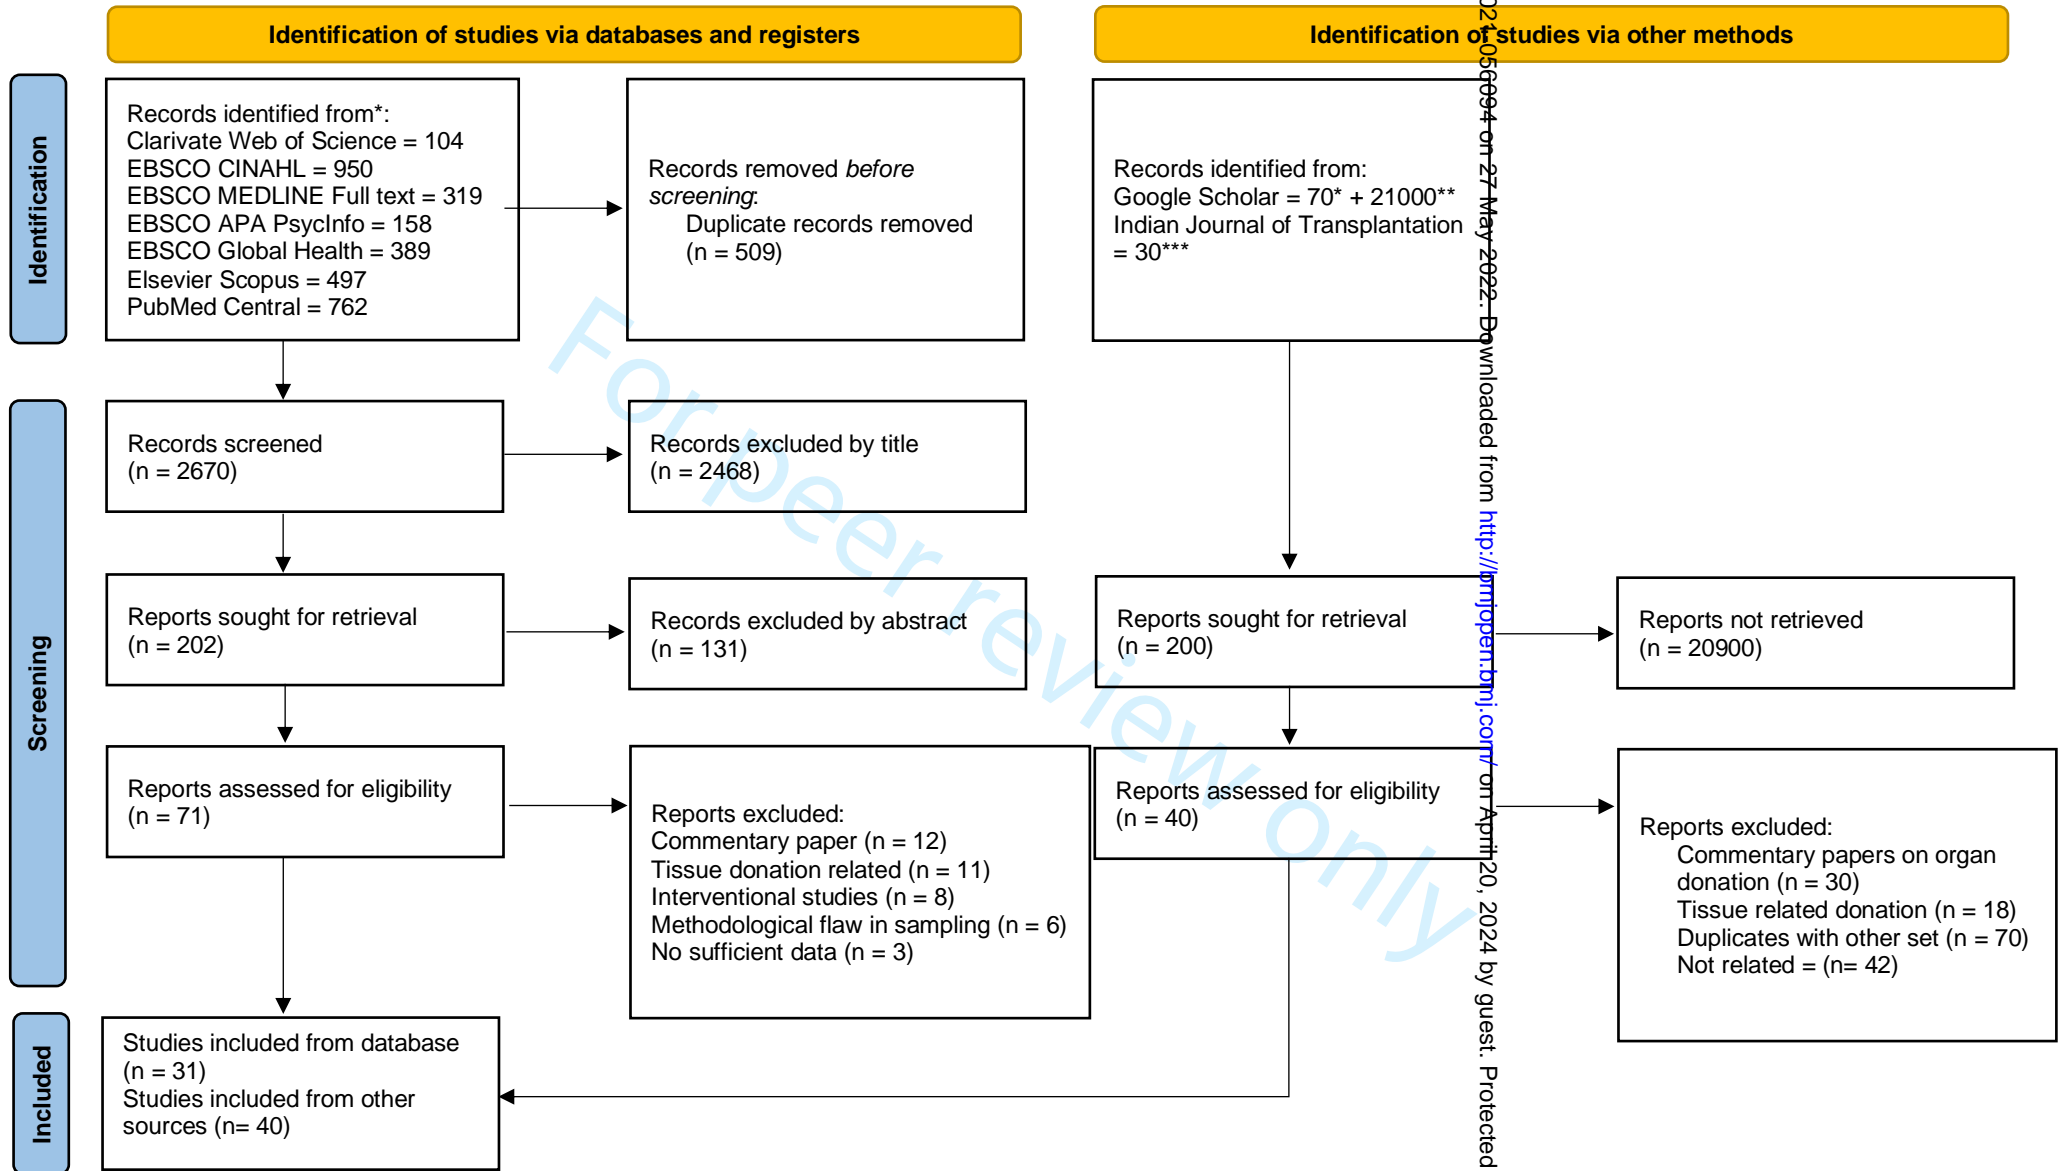 Identification of studies via databases and registers
Identification of studies via other methods
Identification
Records identified from*:
Clarivate Web of Science = 104
EBSCO CINAHL = 950
EBSCO MEDLINE Full text = 319
EBSCO APA PsycInfo = 158
EBSCO Global Health = 389
Elsevier Scopus = 497
PubMed Central = 762
Records removed before
screening:
Duplicate records removed
(n = 509)
Records identified from:
Google Scholar = 70* + 21000**
Indian Journal of Transplantation
= 30***
Screening
Records screened
(n = 2670)
Records excluded by title
(n = 2468)
Reports sought for retrieval
(n = 202)
Records excluded by abstract
(n = 131)
Reports sought for retrieval
(n = 200)
Reports not retrieved
(n = 20900)
Reports assessed for eligibility
(n = 71)
Reports excluded:
Commentary paper (n = 12)
Tissue donation related (n = 11)
Interventional studies (n = 8)
Methodological flaw in sampling (n = 6)
No sufficient data (n = 3)
Reports assessed for eligibility
(n = 40)
Reports excluded:
Commentary papers on organ
donation (n = 30)
Tissue related donation (n = 18)
Duplicates with other set (n = 70)
Not related = (n= 42)
Included
Studies included from database
(n = 31)
Studies included from other
sources (n= 40)
For peer review only
021-056094 on 27 May 2022. Downloaded from http://bmjopen.bmj.com/ on April 20, 2024 by guest. Protected